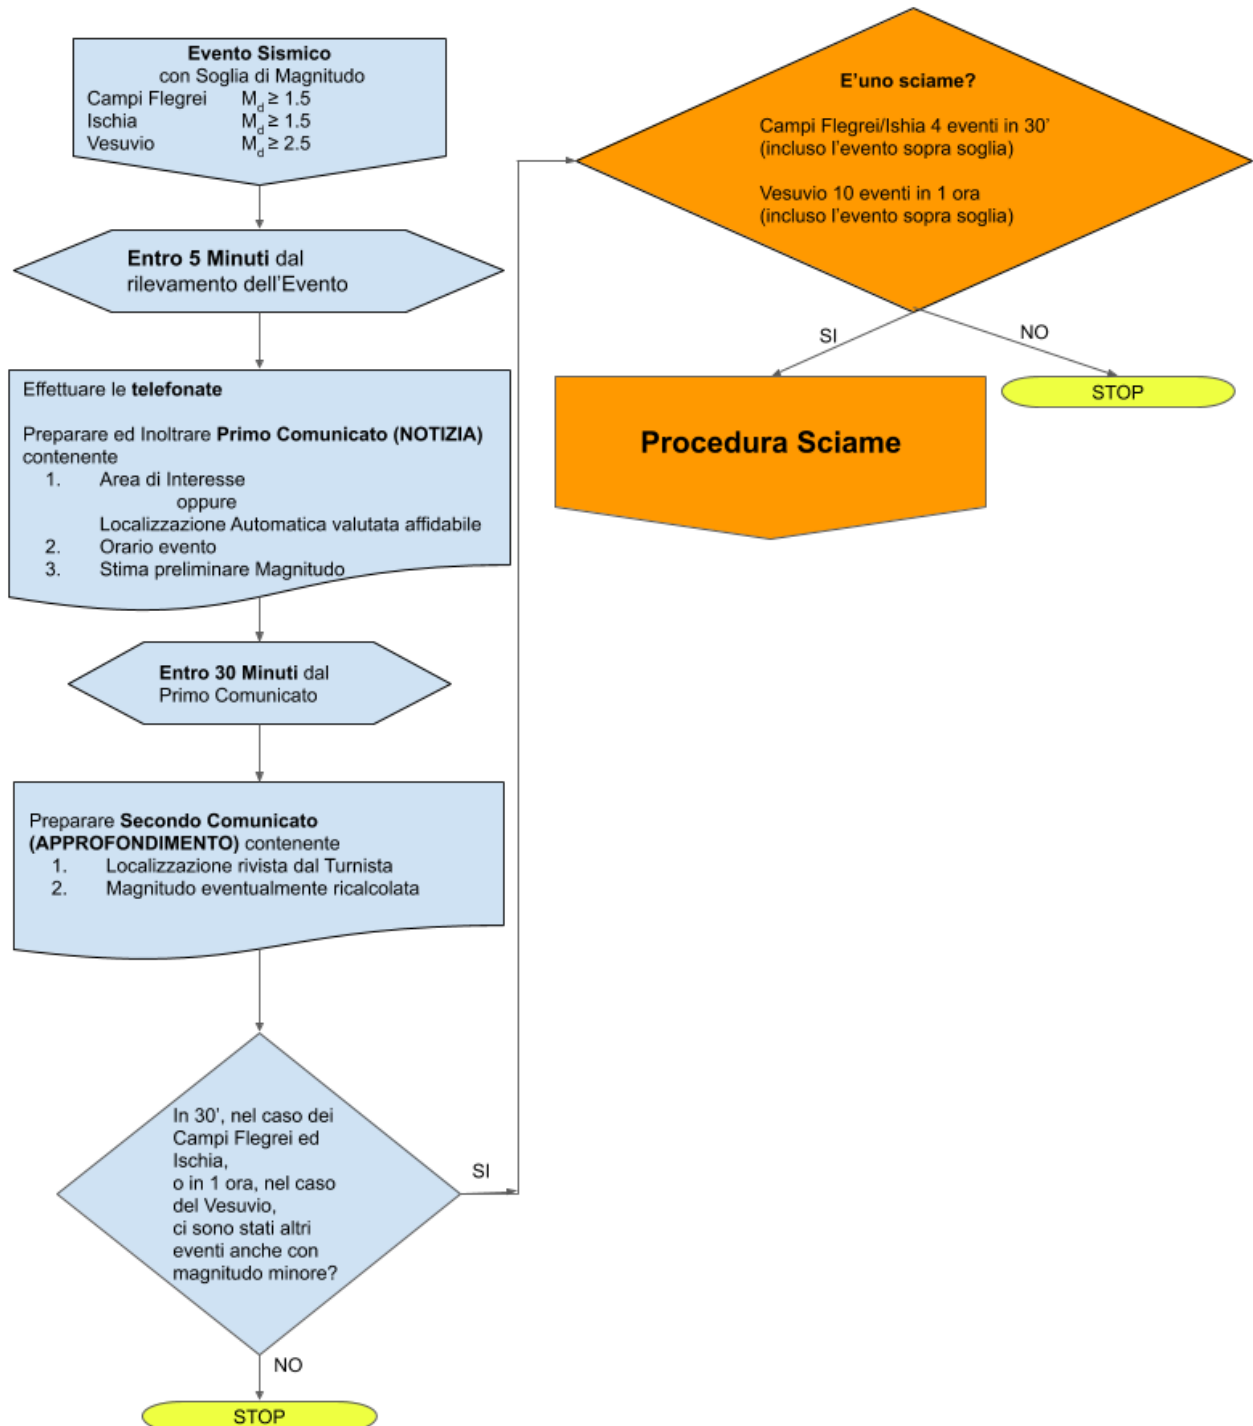 Evento Sismico
con Soglia di Magnitudo
Campi Flegrei Md ≥ 1.5
Ischia Md ≥ 1.5
Vesuvio Md ≥ 2.5
Entro 5 Minuti dal
rilevamento dell'Evento
Effettuare le telefonate
Preparare ed Inoltrare Primo Comunicato (NOTIZIA)
contenente
1. Area di Interesse
oppure
Localizzazione Automatica valutata affidabile
2. Orario evento
3. Stima preliminare Magnitudo
Entro 30 Minuti dal
Primo Comunicato
Preparare Secondo Comunicato
(APPROFONDIMENTO) contenente
1. Localizzazione rivista dal Turnista
2. Magnitudo eventualmente ricalcolata
In 30', nel caso dei
Campi Flegrei ed
Ischia,
o in 1 ora, nel caso
del Vesuvio,
ci sono stati altri
eventi anche con
magnitudo minore?
SI
NO
STOP
E'uno sciame?
Campi Flegrei/Ishia 4 eventi in 30'
(incluso l'evento sopra soglia)
Vesuvio 10 eventi in 1 ora
(incluso l'evento sopra soglia)
SI
NO
Procedura Sciame
STOP